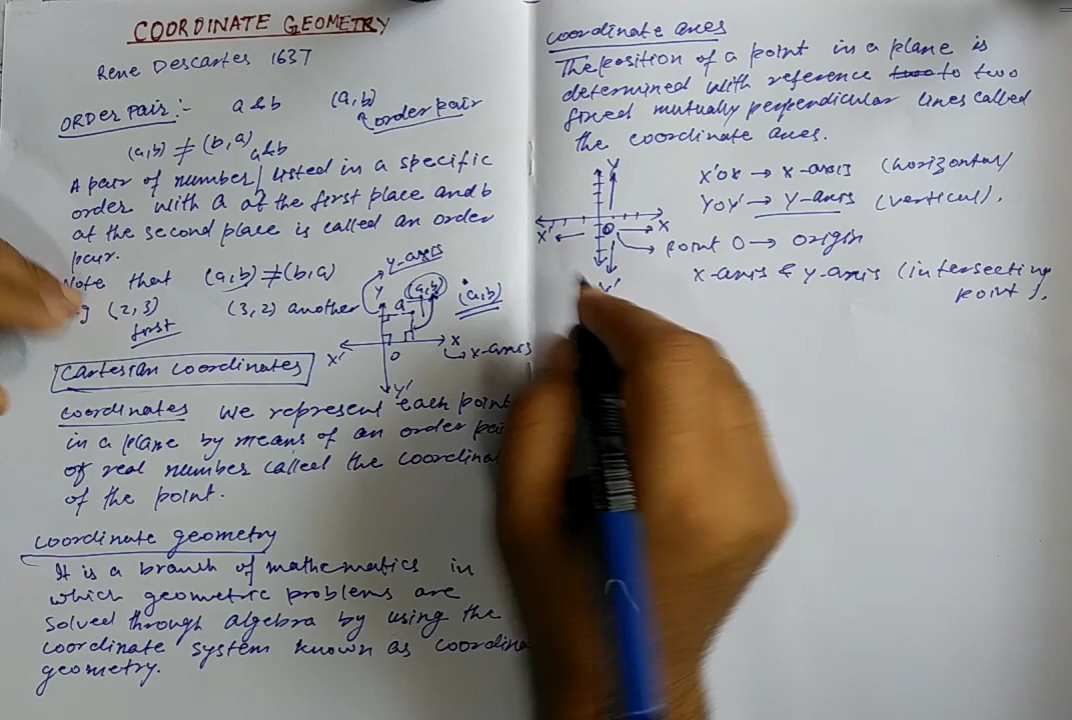 COORDINATE GEOMETRY
Rene Descartes 1637
ORDER PAIR :- a & b (a,b)
order pair
(a,b) ≠ (b,a)
a&b
A pair of number listed in a specific
order with a at the first place and b
at the second place is called an order
pair.
Note that (a,b) ≠ (b,a)
(2,3) (3,2) another
first
y-axis
Y
a
(a,b)
(a,b)
X'
O
X
x-axis
Y'
Cartesian coordinates
coordinates We represent each point
in a plane by means of an order
of real number called the
of the point.
coordinate geometry
It is a branch of mathematics in
which geometric problems are
solved through algebra by using the
coordinate system known as
geometry.
coordinate axes
The position of a point in a plane is
determined with reference two to two
fixed mutually perpendicular lines called
the coordinate axes.
Y
X'
O
X
Y'
X'OX → X-axis (horizontal)
YOY' → Y-axis (vertical).
point O → origin
x-axis & y-axis (intersecting
point).